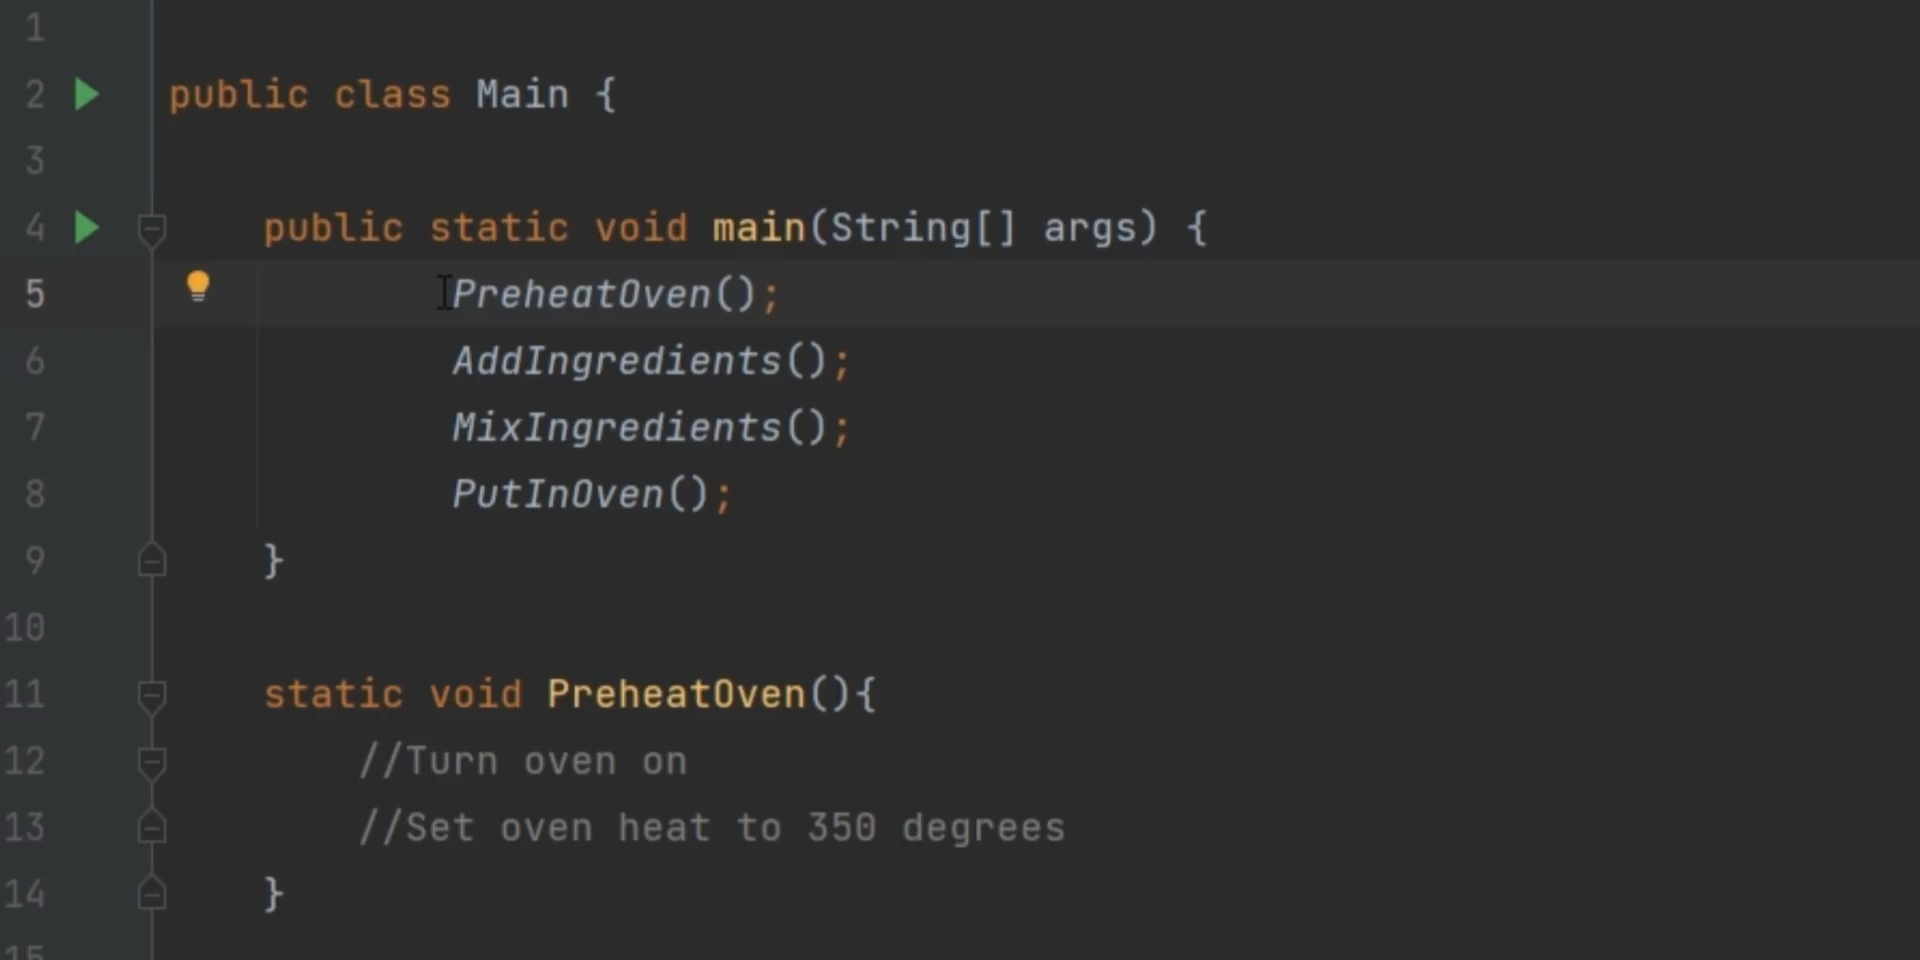 1
2 public class Main {
3
4 public static void main(String[] args) {
5 PreheatOven();
6 AddIngredients();
7 MixIngredients();
8 PutInOven();
9 }
10
11 static void PreheatOven(){
12 //Turn oven on
13 //Set oven heat to 350 degrees
14 }
15